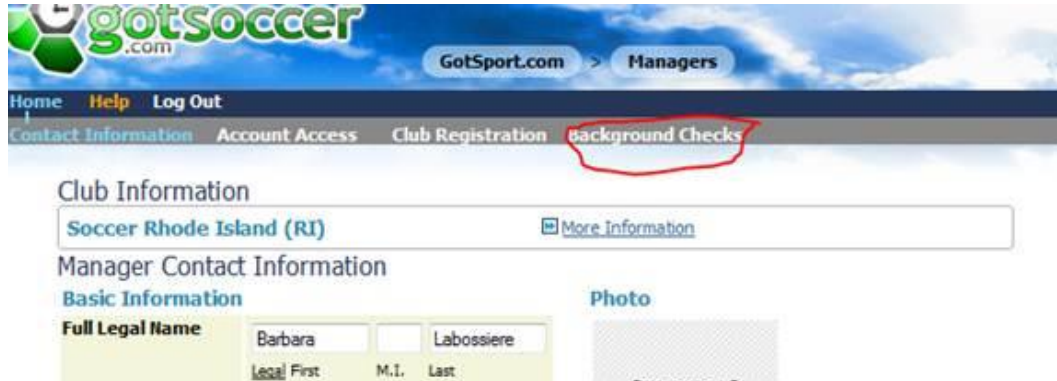 gotsoccer
.com
GotSport.com > Managers
Home Help Log Out
Contact Information Account Access Club Registration Background Checks
Club Information
Soccer Rhode Island (RI) More Information
Manager Contact Information
Basic Information Photo
Full Legal Name Barbara Labossiere
Legal First M.I. Last